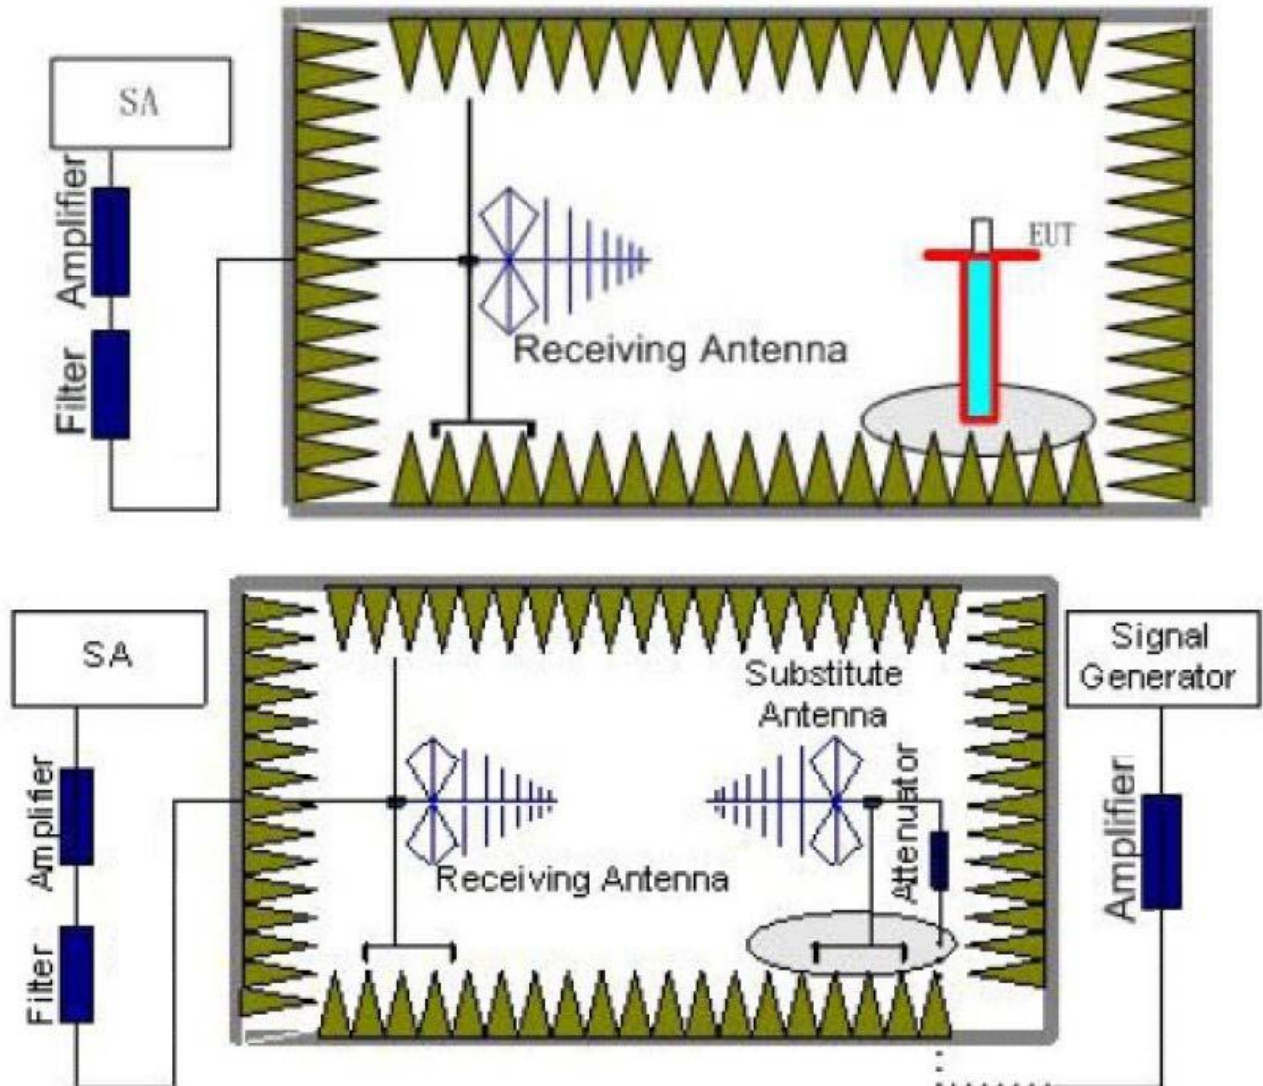 SA
Amplifier
Filter
EUT
Receiving Antenna
SA
Amplifier
Filter
Receiving Antenna
Substitute
Antenna
Attenuator
Signal
Generator
Amplifier